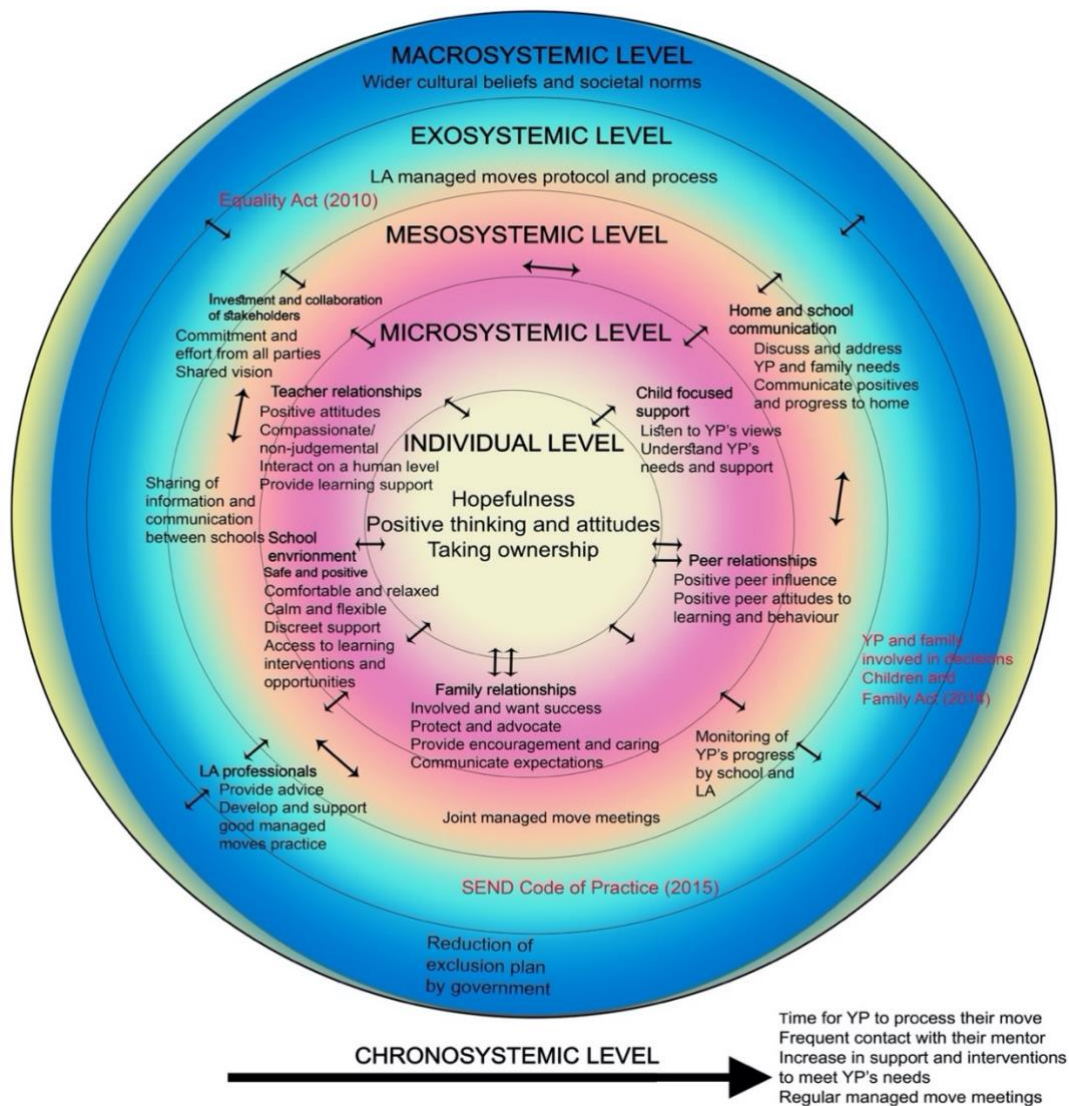 MACROSYSTEMIC LEVEL
Wider cultural beliefs and societal norms
EXOSYSTEMIC LEVEL
LA managed moves protocol and process
Equality Act (2010)
MESOSYSTEMIC LEVEL
Investment and collaboration
of stakeholders
Commitment and
effort from all parties
Shared vision
Home and school
communication
Discuss and address
YP and family needs
Communicate positives
and progress to home
MICROSYSTEMIC LEVEL
Teacher relationships
Positive attitudes
Compassionate/
non-judgemental
Interact on a human level
Provide learning support
Child focused
support
Listen to YP's views
Understand YP's
needs and support
INDIVIDUAL LEVEL
Hopefulness
Positive thinking and attitudes
Taking ownership
Sharing of
information and
communication
between schools
School
envrionment
Safe and positive
Comfortable and relaxed
Calm and flexible
Discreet support
Access to learning
interventions and
opportunities
Peer relationships
Positive peer influence
Positive peer attitudes to
learning and behaviour
YP and family
involved in decisions
Children and
Family Act (2014)
Family relationships
Involved and want success
Protect and advocate
Provide encouragement and caring
Communicate expectations
Monitoring of
YP's progress
by school and
LA
LA professionals
Provide advice
Develop and support
good managed
moves practice
Joint managed move meetings
SEND Code of Practice (2015)
Reduction of
exclusion plan
by government
CHRONOSYSTEMIC LEVEL
Time for YP to process their move
Frequent contact with their mentor
Increase in support and interventions
to meet YP's needs
Regular managed move meetings